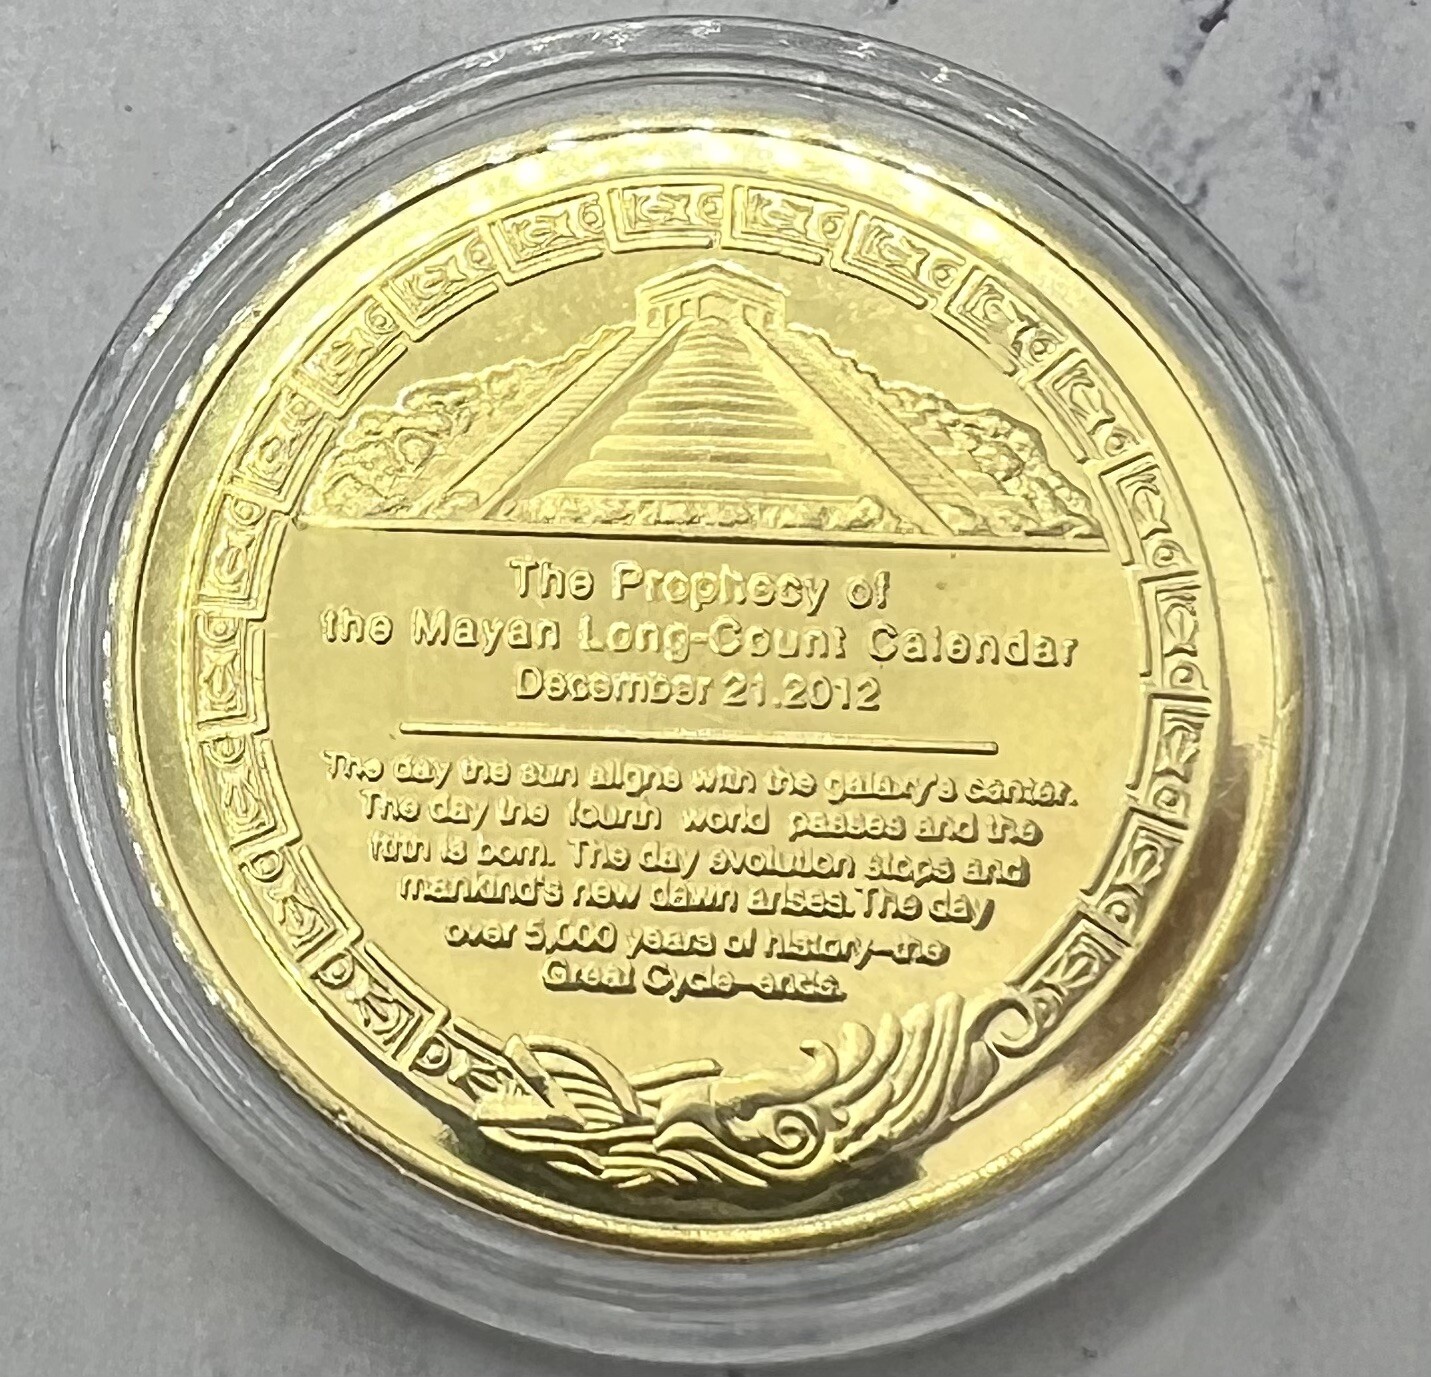 The Prophecy of
the Mayan Long-Count Calendar
December 21.2012
The day the sun aligns with the galaxy's center.
The day the fourth world passes and the
fifth is born. The day evolution stops and
mankind's new dawn arises. The day
over 5,000 years of history—the
Great Cycle—ends.